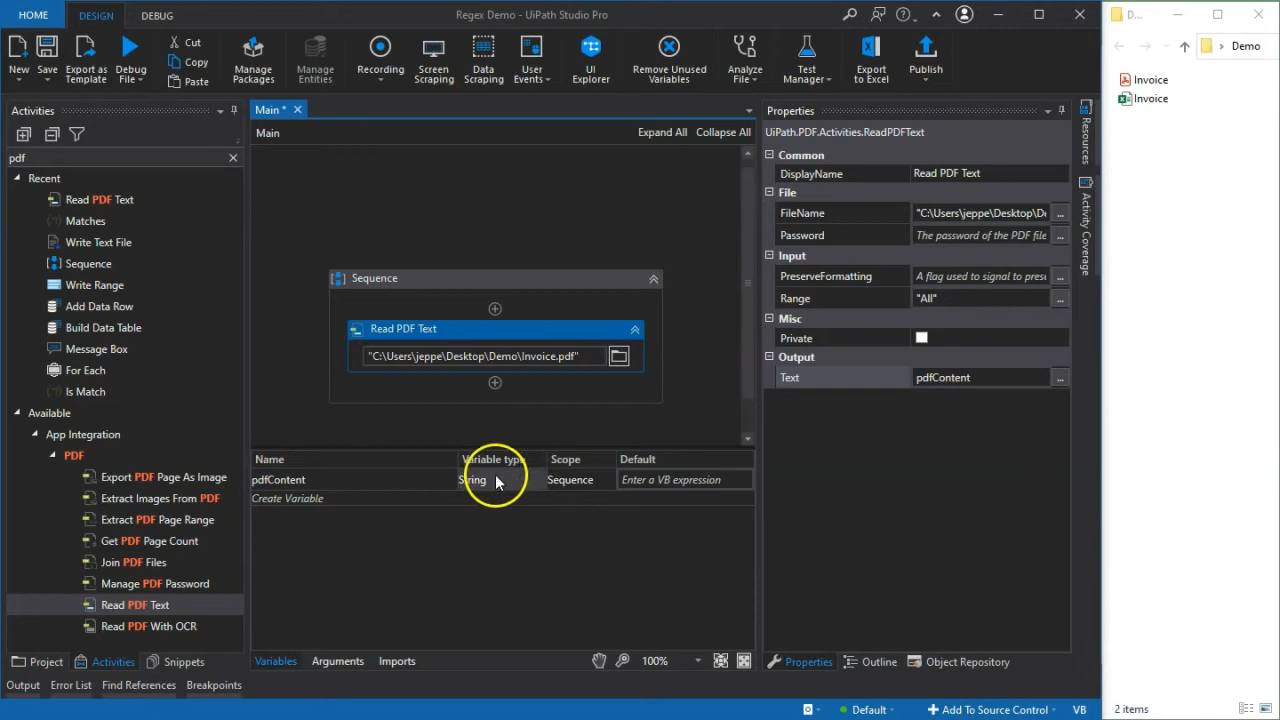 HOME
DESIGN
DEBUG
Regex Demo - UiPath Studio Pro
New
Save
Export as Template
Debug File
Cut
Copy
Paste
Manage Packages
Manage Entities
Recording
Screen Scraping
Data Scraping
User Events
UI Explorer
Remove Unused Variables
Analyze File
Test Manager
Export to Excel
Publish
Activities
pdf
Recent
Read PDF Text
Matches
Write Text File
Sequence
Write Range
Add Data Row
Build Data Table
Message Box
For Each
Is Match
Available
App Integration
PDF
Export PDF Page As Image
Extract Images From PDF
Extract PDF Page Range
Get PDF Page Count
Join PDF Files
Manage PDF Password
Read PDF Text
Read PDF With OCR
Project
Activities
Snippets
Main *
Main
Expand All
Collapse All
Sequence
Read PDF Text
"C:\Users\jeppe\Desktop\Demo\Invoice.pdf"
Name Variable type Scope Default
pdfContent String Sequence Enter a VB expression
Create Variable
Variables
Arguments
Imports
100%
Properties
UiPath.PDF.Activities.ReadPDFText
Common
DisplayName Read PDF Text
File
FileName "C:\Users\jeppe\Desktop\De ...
Password The password of the PDF file ...
Input
PreserveFormatting A flag used to signal to prese ...
Range "All" ...
Misc
Private
Output
Text pdfContent ...
Properties
Outline
Object Repository
Resources
Activity Coverage
Output
Error List
Find References
Breakpoints
Default
Add To Source Control
VB
D...
Demo
Invoice
Invoice
2 items